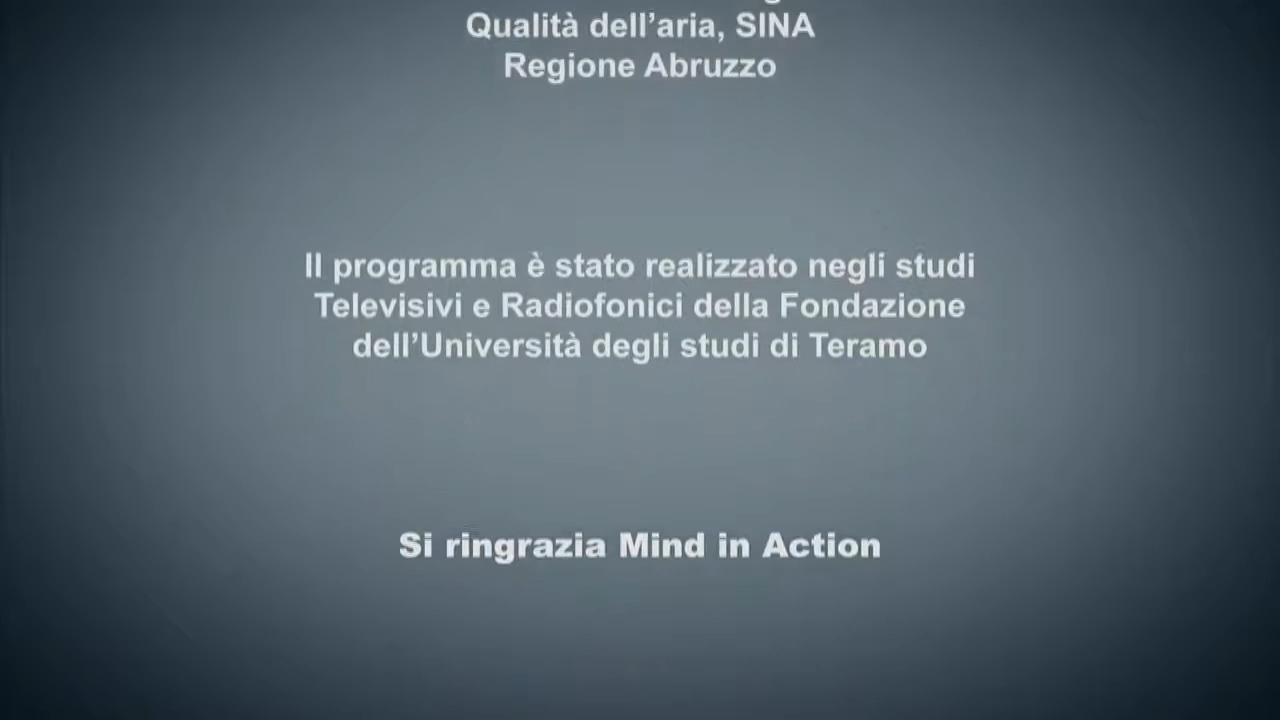 Qualità dell’aria, SINA
Regione Abruzzo
Il programma è stato realizzato negli studi
Televisivi e Radiofonici della Fondazione
dell’Università degli studi di Teramo
Si ringrazia Mind in Action